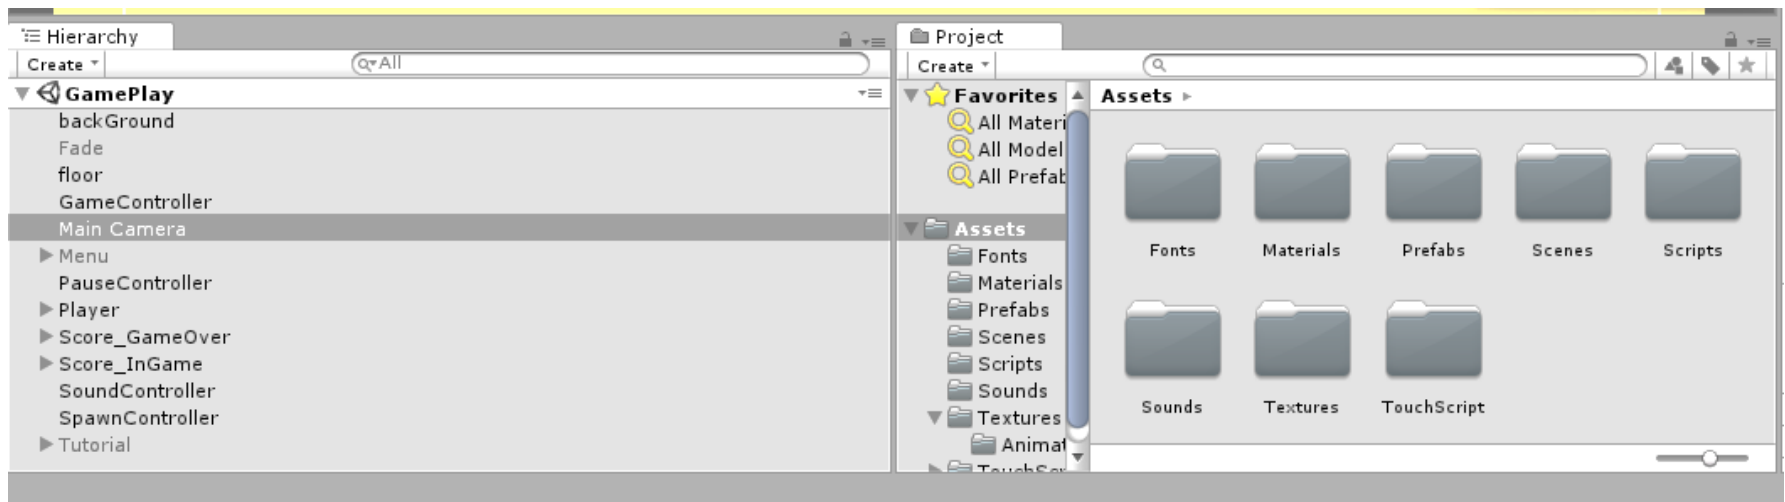 Hierarchy
Create
All
GamePlay
backGround
Fade
floor
GameController
Main Camera
Menu
PauseController
Player
Score_GameOver
Score_InGame
SoundController
SpawnController
Tutorial
Project
Create
Favorites
All Materi
All Model
All Prefab
Assets
Fonts
Materials
Prefabs
Scenes
Scripts
Sounds
Textures
Animat
TouchScr
Assets
Fonts Materials Prefabs Scenes Scripts
Sounds Textures TouchScript